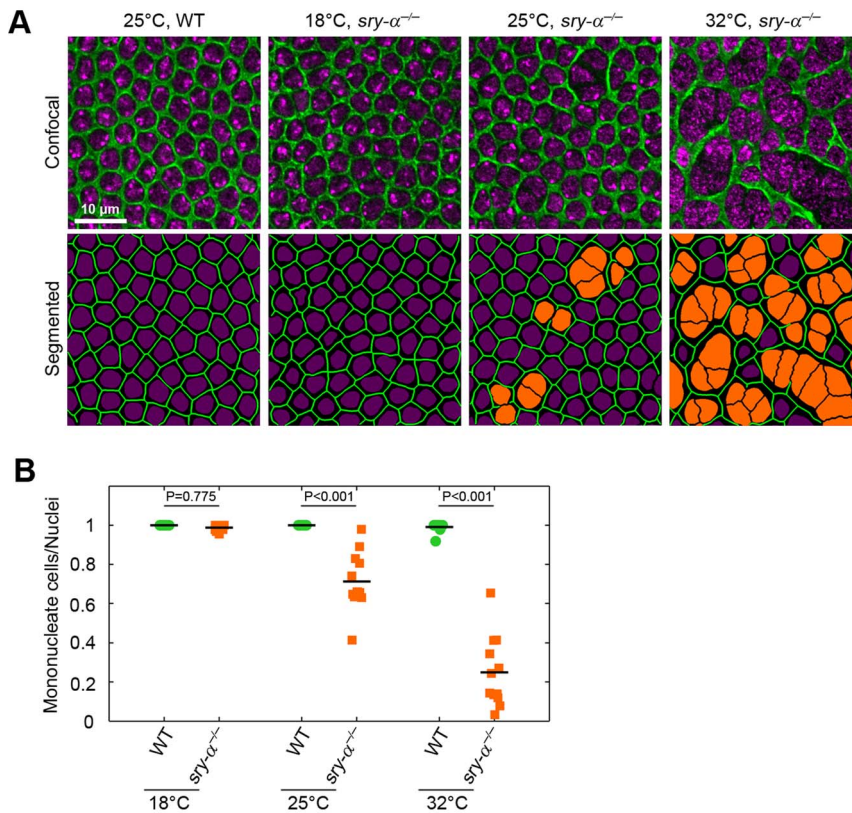 A
25°C, WT
18°C, sry-α⁻/⁻
25°C, sry-α⁻/⁻
32°C, sry-α⁻/⁻
Confocal
10 µm
Segmented
B
P=0.775
P<0.001
P<0.001
Mononucleate cells/Nuclei
1
0.8
0.6
0.4
0.2
0
WT
sry-α⁻/⁻
WT
sry-α⁻/⁻
WT
sry-α⁻/⁻
18°C
25°C
32°C